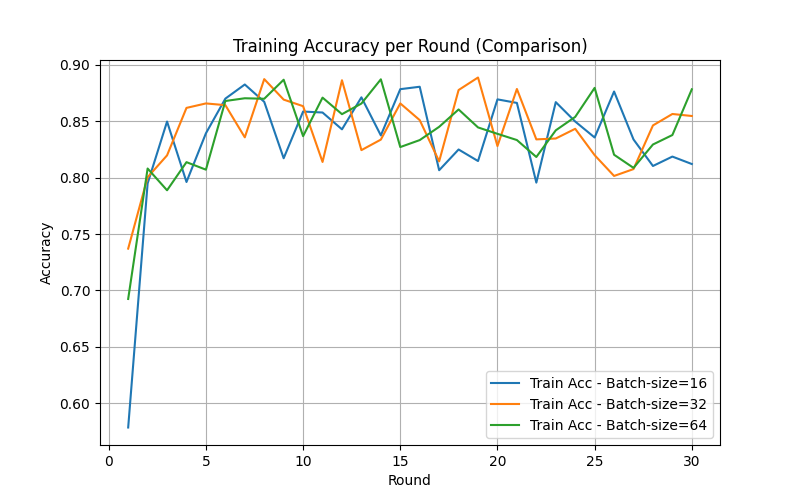 Training Accuracy per Round (Comparison)
0.90
0.85
0.80
0.75
0.70
0.65
0.60
Accuracy
0 5 10 15 20 25 30
Round
Train Acc - Batch-size=16
Train Acc - Batch-size=32
Train Acc - Batch-size=64